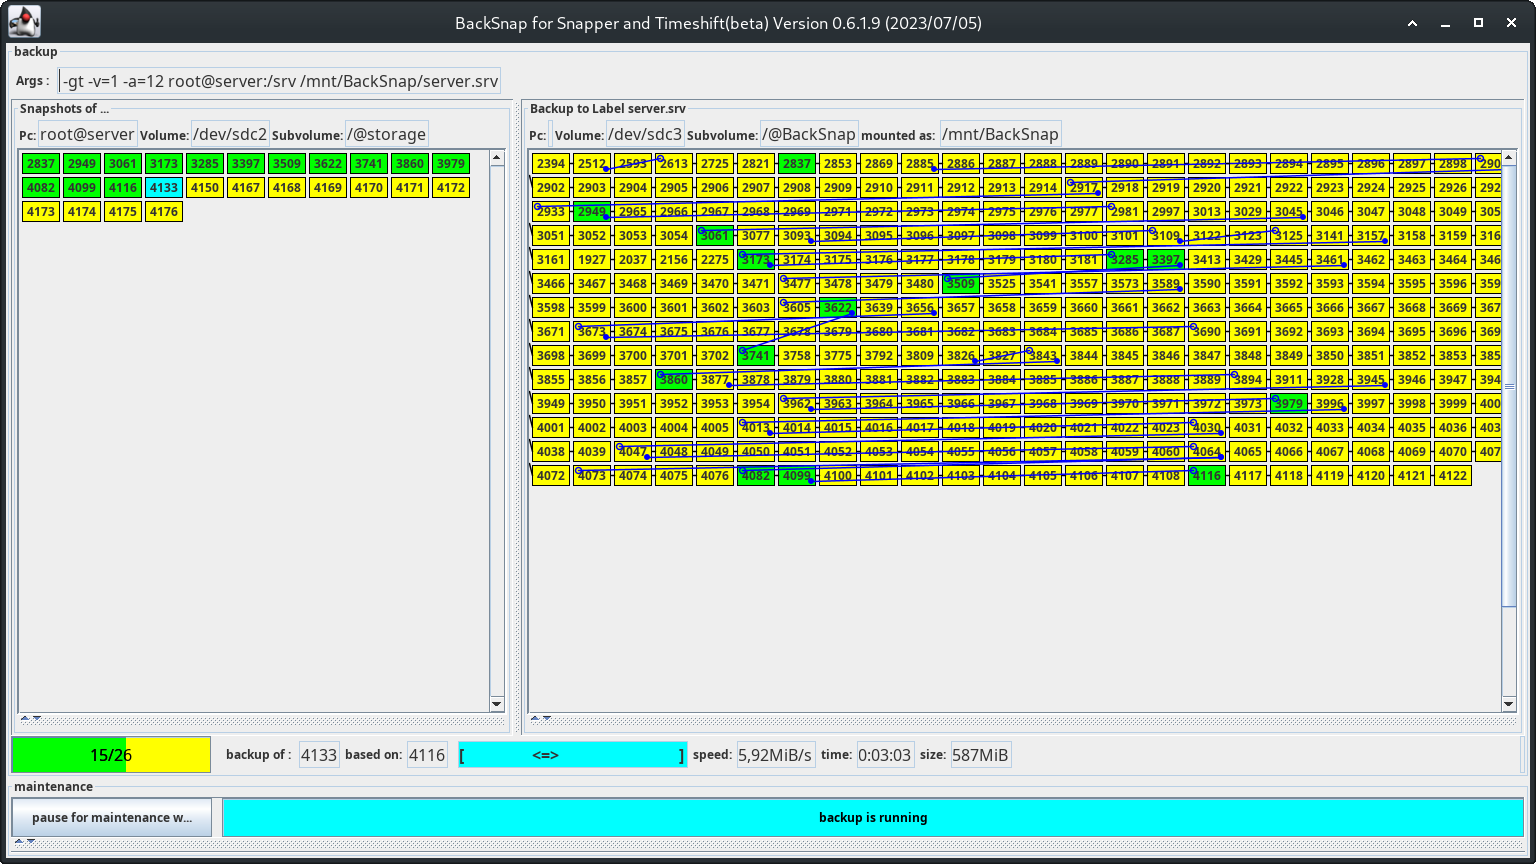 BackSnap for Snapper and Timeshift(beta) Version 0.6.1.9 (2023/07/05)
backup
Args : -gt -v=1 -a=12 root@server:/srv /mnt/BackSnap/server.srv
Snapshots of ...
Pc: root@server Volume: /dev/sdc2 Subvolume: /@storage
2837 2949 3061 3173 3285 3397 3509 3622 3741 3860 3979
4082 4099 4116 4133 4150 4167 4168 4169 4170 4171 4172
4173 4174 4175 4176
Backup to Label server.srv
Pc: Volume: /dev/sdc3 Subvolume: /@BackSnap mounted as: /mnt/BackSnap
2394 2512 2593 2613 2725 2821 2837 2853 2869 2885 2886 2887 2888 2889 2890 2891 2892 2893 2894 2895 2896 2897 2898 290
2902 2903 2904 2905 2906 2907 2908 2909 2910 2911 2912 2913 2914 2917 2918 2919 2920 2921 2922 2923 2924 2925 2926 292
2933 2949 2965 2966 2967 2968 2969 2971 2972 2973 2974 2975 2976 2977 2981 2997 3013 3029 3045 3046 3047 3048 3049 305
3051 3052 3053 3054 3061 3077 3093 3094 3095 3096 3097 3098 3099 3100 3101 3109 3122 3123 3125 3141 3157 3158 3159 316
3161 1927 2037 2156 2275 3173 3174 3175 3176 3177 3178 3179 3180 3181 3285 3397 3413 3429 3445 3461 3462 3463 3464 346
3466 3467 3468 3469 3470 3471 3477 3478 3479 3480 3509 3525 3541 3557 3573 3589 3590 3591 3592 3593 3594 3595 3596 359
3598 3599 3600 3601 3602 3603 3605 3622 3639 3656 3657 3658 3659 3660 3661 3662 3663 3664 3665 3666 3667 3668 3669 367
3671 3673 3674 3675 3676 3677 3678 3679 3680 3681 3682 3683 3684 3685 3686 3687 3690 3691 3692 3693 3694 3695 3696 369
3698 3699 3700 3701 3702 3741 3758 3775 3792 3809 3826 3827 3843 3844 3845 3846 3847 3848 3849 3850 3851 3852 3853 385
3855 3856 3857 3860 3877 3878 3879 3880 3881 3882 3883 3884 3885 3886 3887 3888 3889 3894 3911 3928 3945 3946 3947 394
3949 3950 3951 3952 3953 3954 3962 3963 3964 3965 3966 3967 3968 3969 3970 3971 3972 3973 3979 3996 3997 3998 3999 400
4001 4002 4003 4004 4005 4013 4014 4015 4016 4017 4018 4019 4020 4021 4022 4023 4030 4031 4032 4033 4034 4035 4036 403
4038 4039 4047 4048 4049 4050 4051 4052 4053 4054 4055 4056 4057 4058 4059 4060 4064 4065 4066 4067 4068 4069 4070 407
4072 4073 4074 4075 4076 4082 4099 4100 4101 4102 4103 4104 4105 4106 4107 4108 4116 4117 4118 4119 4120 4121 4122
15/26 backup of : 4133 based on: 4116 [ <=> ] speed: 5,92MiB/s time: 0:03:03 size: 587MiB
maintenance
pause for maintenance w... backup is running